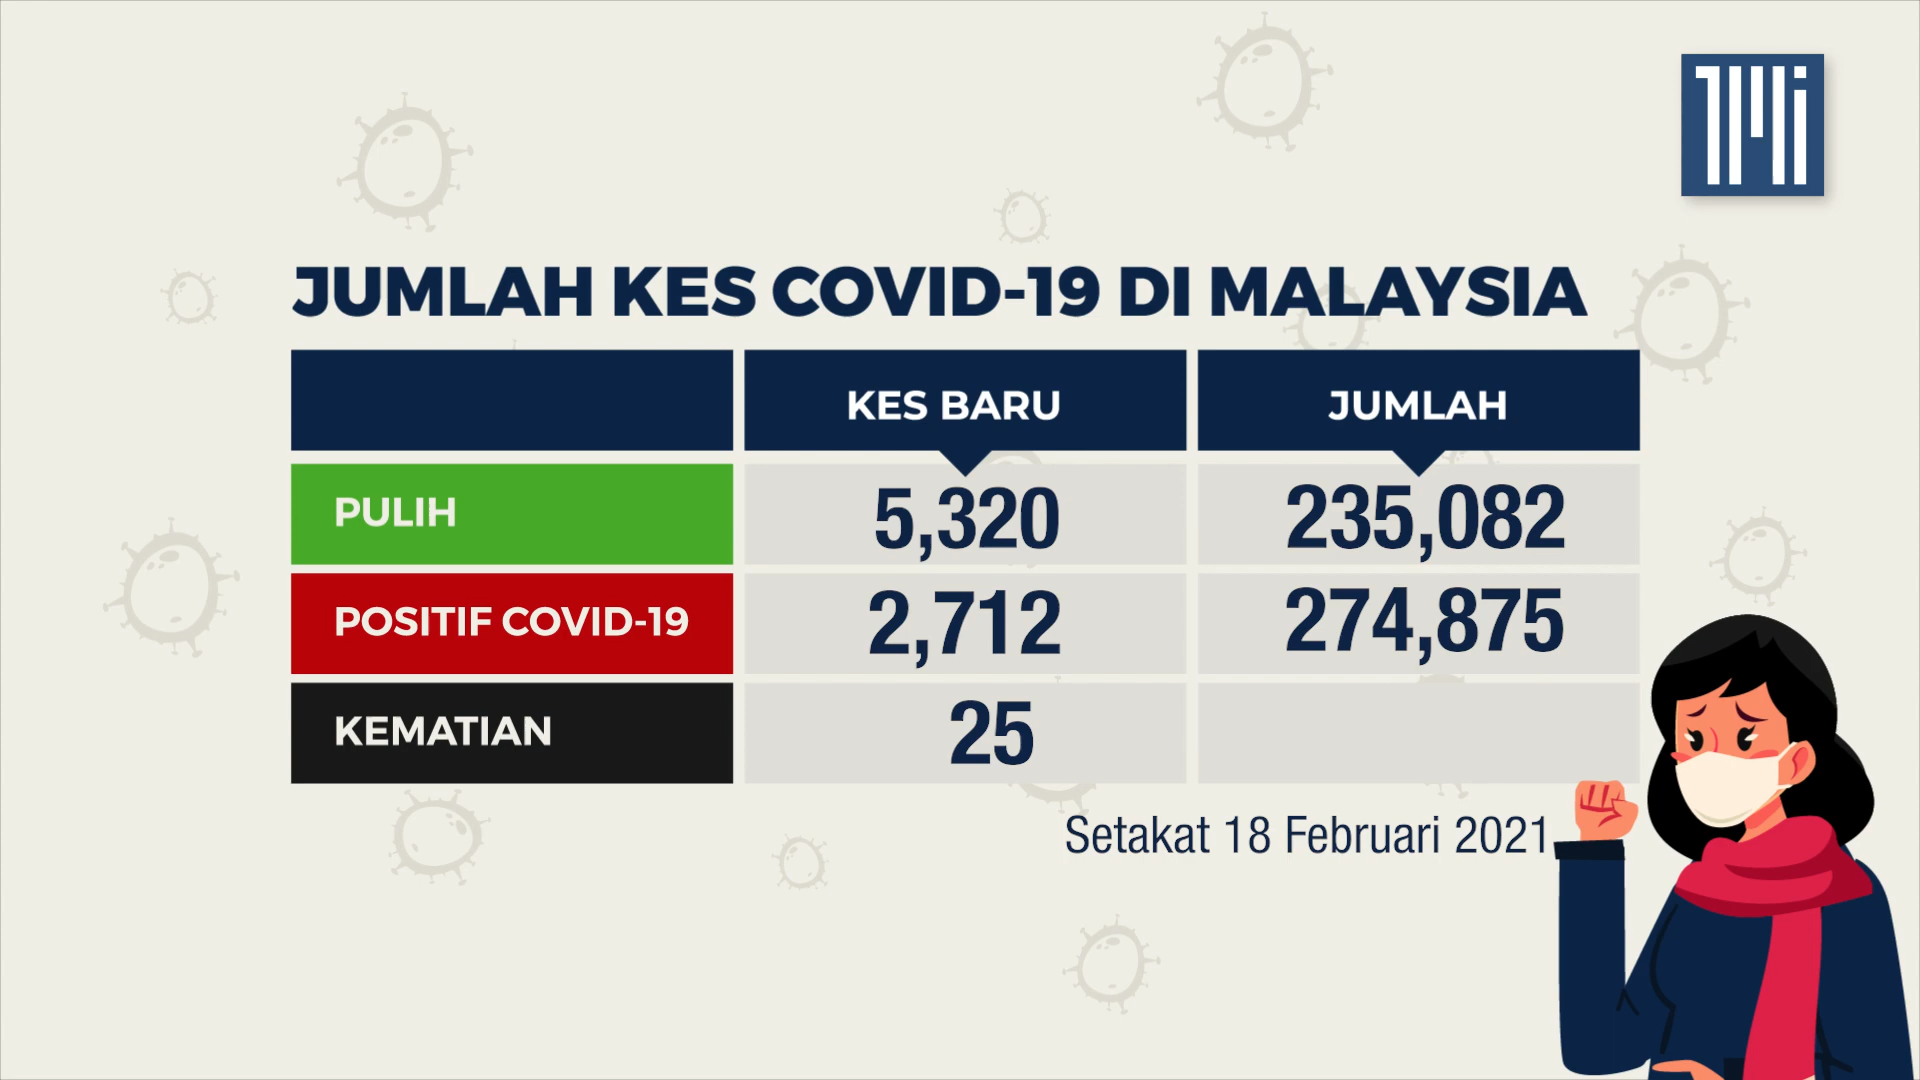 1Mi
JUMLAH KES COVID-19 DI MALAYSIA
KES BARU JUMLAH
PULIH 5,320 235,082
POSITIF COVID-19 2,712 274,875
KEMATIAN 25
Setakat 18 Februari 2021